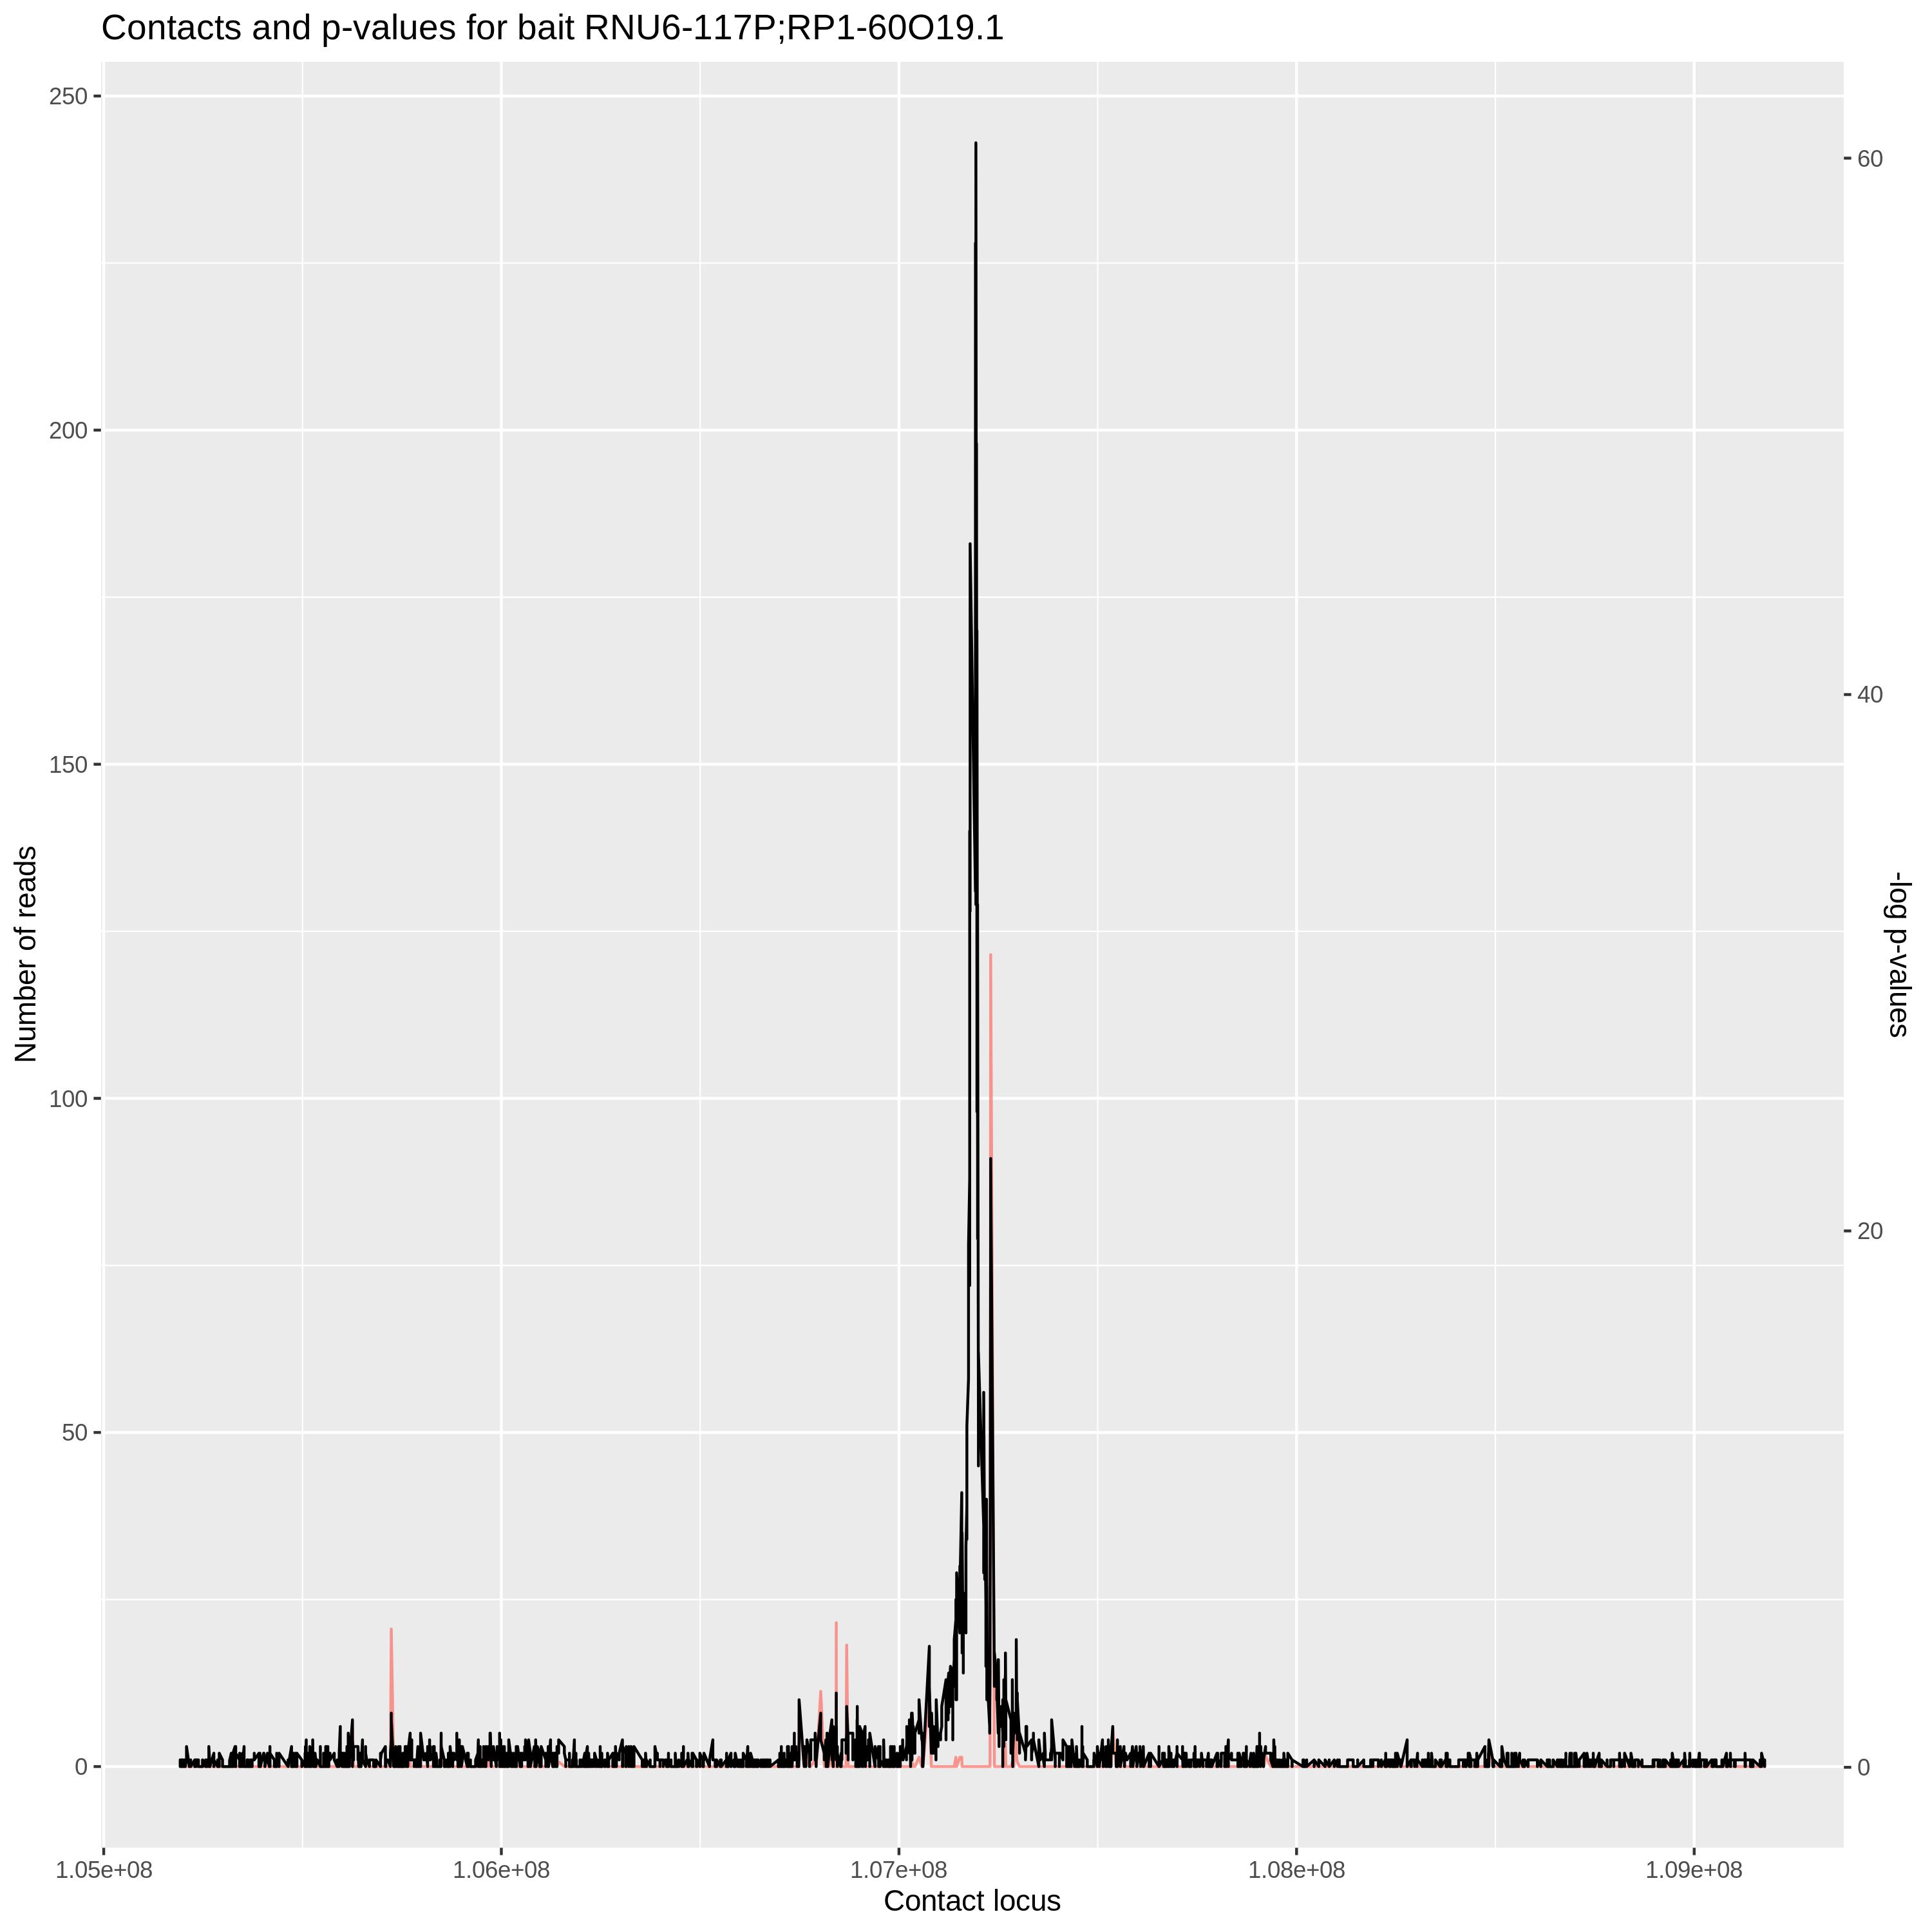 Contacts and p-values for bait RNU6-117P;RP1-60O19.1
250
200
150
100
50
0
Number of reads
60
40
20
0
-log p-values
1.05e+08
1.06e+08
1.07e+08
1.08e+08
1.09e+08
Contact locus